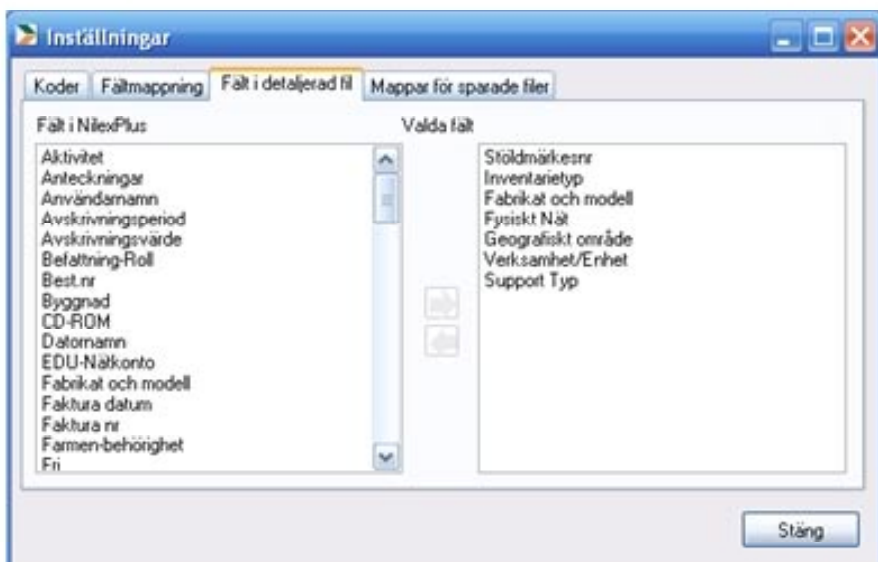 Inställningar
Koder Fältmappning Fält i detaljerad fil Mappar för sparade filer
Fält i NilexPlus
Aktivitet
Anteckningar
Användarnamn
Avskrivningsperiod
Avskrivningsvärde
Befattning-Roll
Best.nr
Byggnad
CD-ROM
Datornamn
EDU-Nätkonto
Fabrikat och modell
Faktura datum
Faktura nr
Farmen-behörighet
Fri
Valda fält
Stöldmärkesnr
Inventarietyp
Fabrikat och modell
Fysiskt Nät
Geografiskt område
Verksamhet/Enhet
Support Typ
Stäng